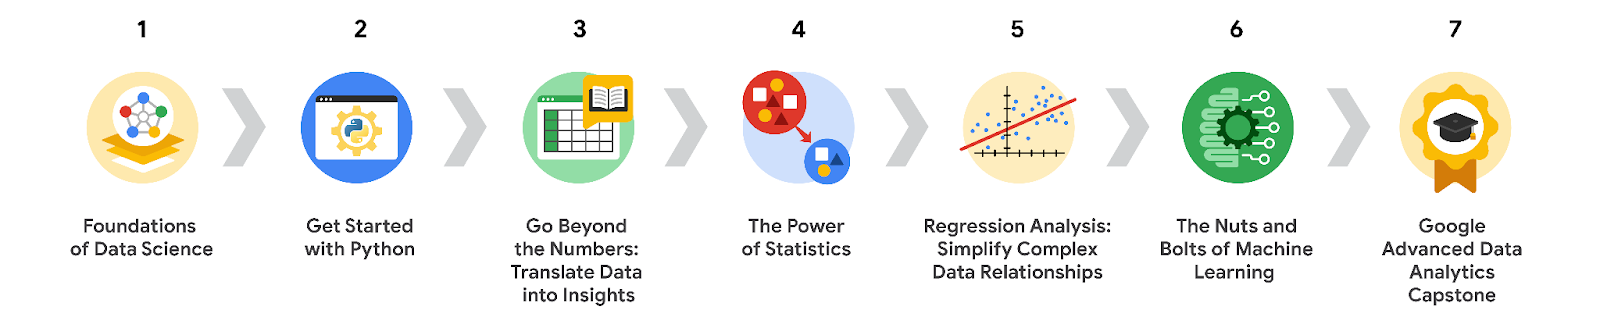 1
Foundations
of Data Science
2
Get Started
with Python
3
Go Beyond
the Numbers:
Translate Data
into Insights
4
The Power
of Statistics
5
Regression Analysis:
Simplify Complex
Data Relationships
6
The Nuts and
Bolts of Machine
Learning
7
Google
Advanced Data
Analytics
Capstone